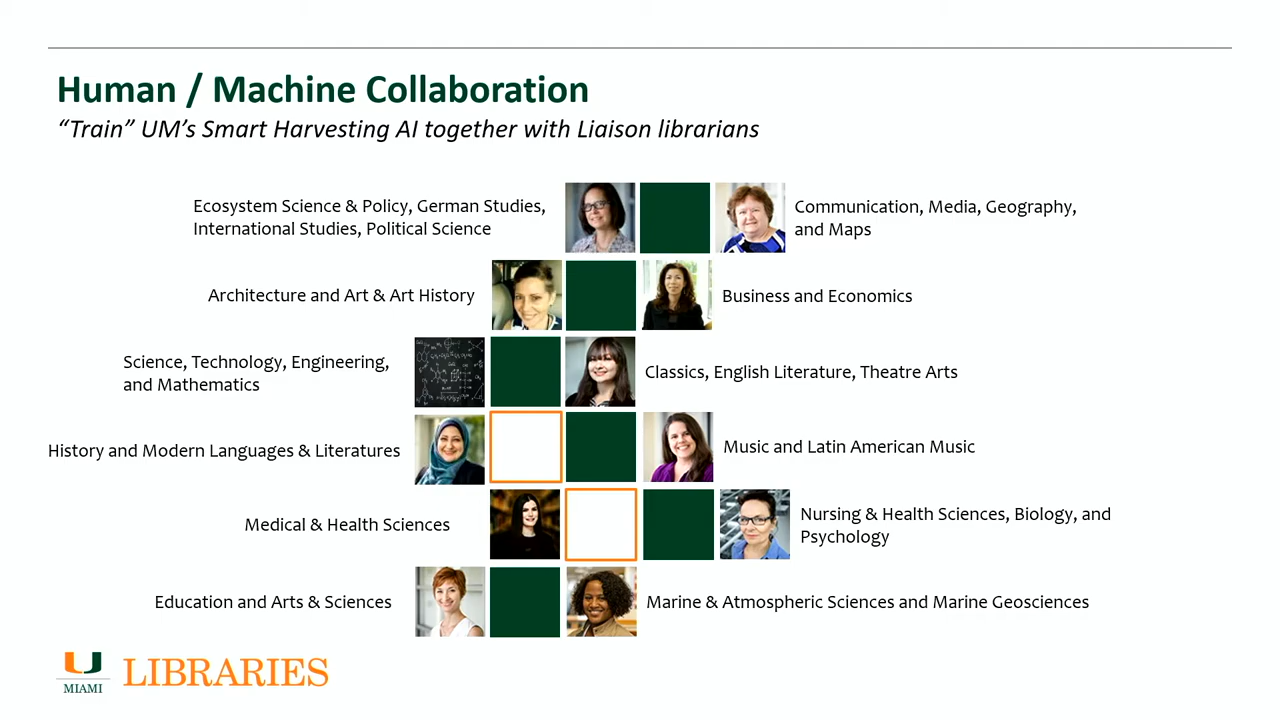 Human / Machine Collaboration
“Train” UM’s Smart Harvesting AI together with Liaison librarians
Ecosystem Science & Policy, German Studies,
International Studies, Political Science
Communication, Media, Geography,
and Maps
Architecture and Art & Art History
Business and Economics
Science, Technology, Engineering,
and Mathematics
Classics, English Literature, Theatre Arts
History and Modern Languages & Literatures
Music and Latin American Music
Medical & Health Sciences
Nursing & Health Sciences, Biology, and
Psychology
Education and Arts & Sciences
Marine & Atmospheric Sciences and Marine Geosciences
MIAMI
LIBRARIES